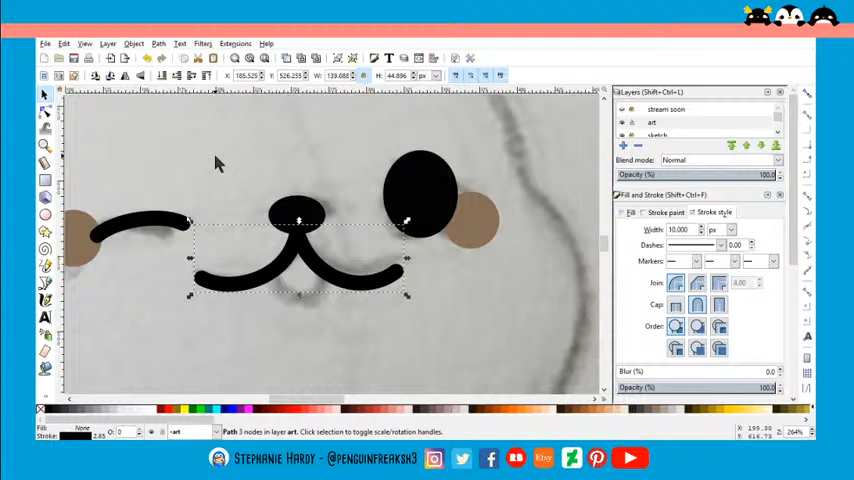 File Edit View Layer Object Path Text Filters Extensions Help
X: 185.529 Y: 526.255 W: 139.088 H: 44.896 px
Layers (Shift+Ctrl+L)
stream soon
art
sketch
Blend mode: Normal
Opacity (%) 100.0
Fill and Stroke (Shift+Ctrl+F)
Fill Stroke paint Stroke style
Width: 10.000 px
Dashes: 0.00
Markers:
Join: 4.00
Cap:
Order:
Blur (%) 0.0
Opacity (%) 100.0
Fill: None
Stroke: 2.65 O: 0 art Path 3 nodes in layer art. Click selection to toggle scale/rotation handles. X: 195.38 Y: 616.73 Z: 264%
Stephanie Hardy - @penguinfreaksh3 Etsy